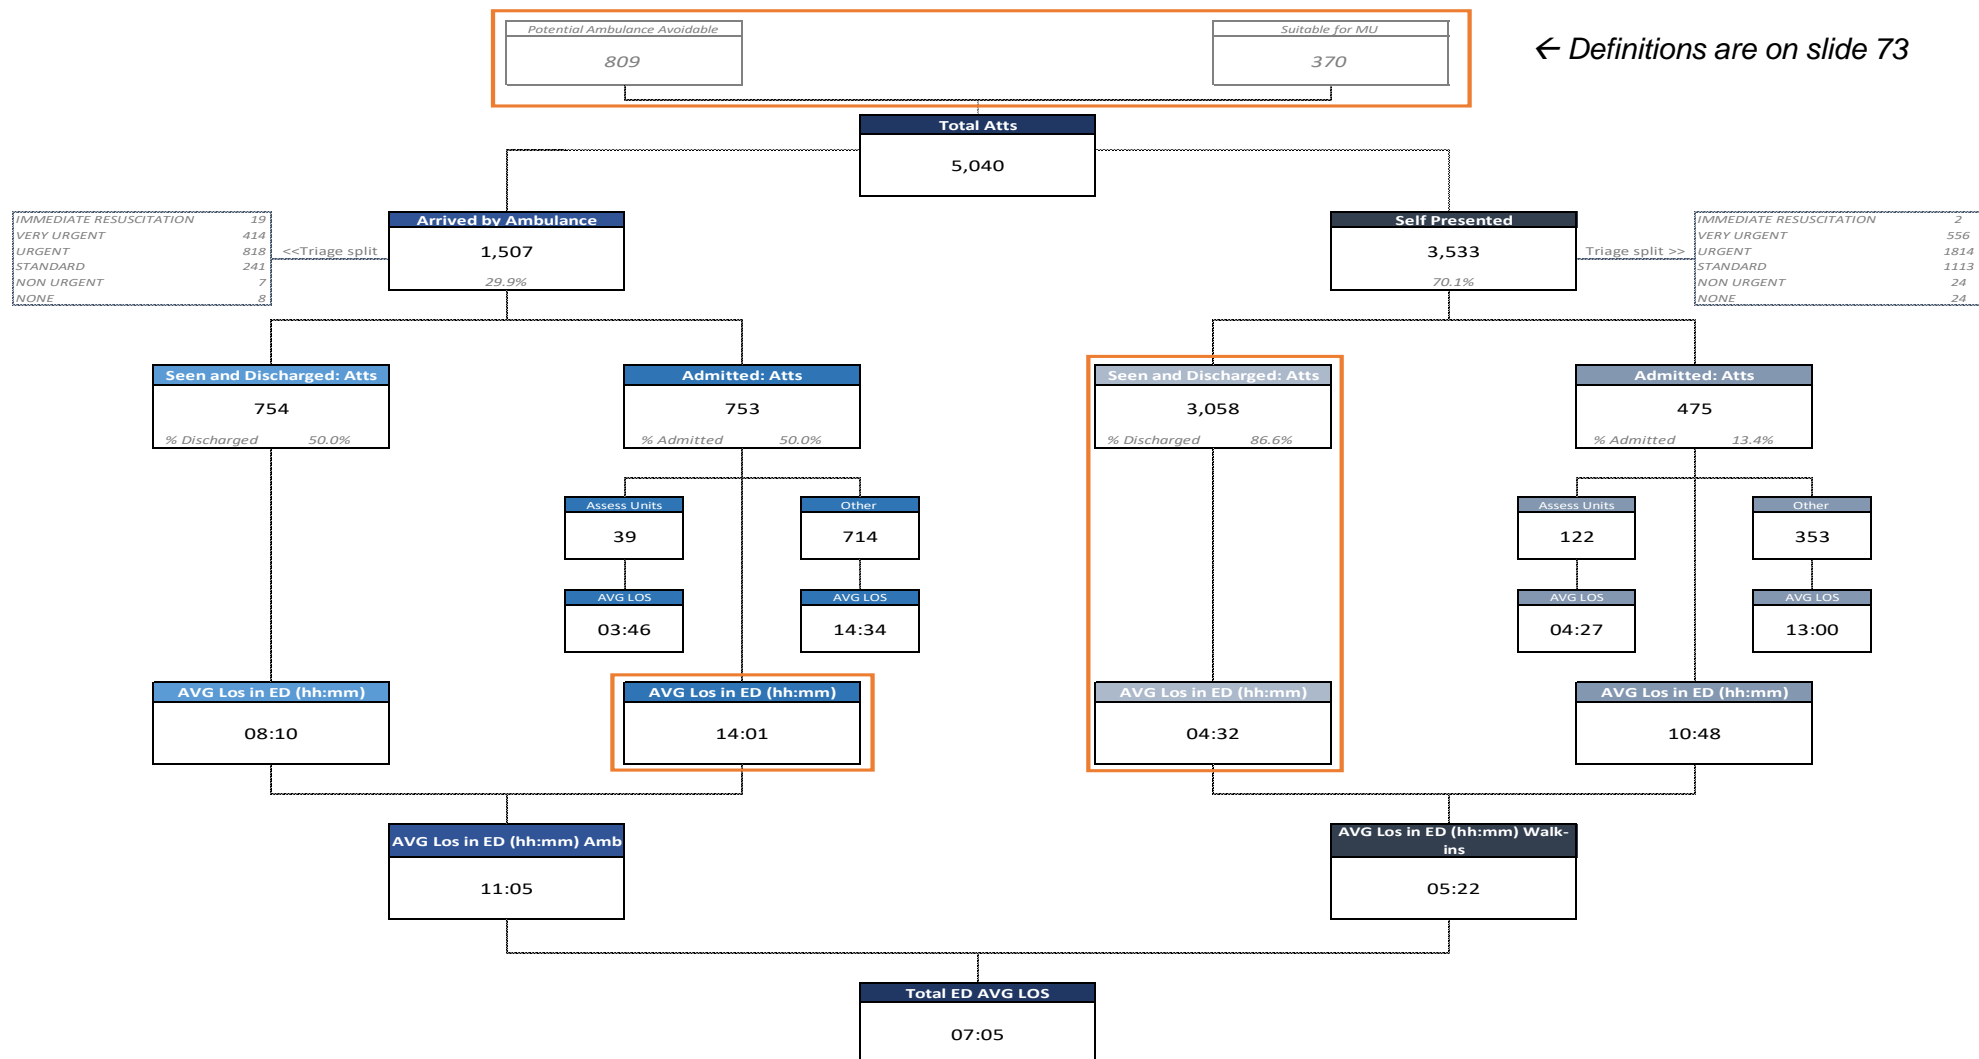 Potential Ambulance Avoidable
809
Suitable for MU
370
← Definitions are on slide 73
Total Atts
5,040
IMMEDIATE RESUSCITATION 19
VERY URGENT 414
URGENT 818
STANDARD 241
NON URGENT 7
NONE 8
<<Triage split
Arrived by Ambulance
1,507
29.9%
Self Presented
3,533
70.1%
Triage split >>
IMMEDIATE RESUSCITATION 2
VERY URGENT 556
URGENT 1814
STANDARD 1113
NON URGENT 24
NONE 24
Seen and Discharged: Atts
754
% Discharged 50.0%
Admitted: Atts
753
% Admitted 50.0%
Seen and Discharged: Atts
3,058
% Discharged 86.6%
Admitted: Atts
475
% Admitted 13.4%
Assess Units
39
Other
714
Assess Units
122
Other
353
AVG LOS
03:46
AVG LOS
14:34
AVG LOS
04:27
AVG LOS
13:00
AVG Los in ED (hh:mm)
08:10
AVG Los in ED (hh:mm)
14:01
AVG Los in ED (hh:mm)
04:32
AVG Los in ED (hh:mm)
10:48
AVG Los in ED (hh:mm) Amb
11:05
AVG Los in ED (hh:mm) Walk-
ins
05:22
Total ED AVG LOS
07:05